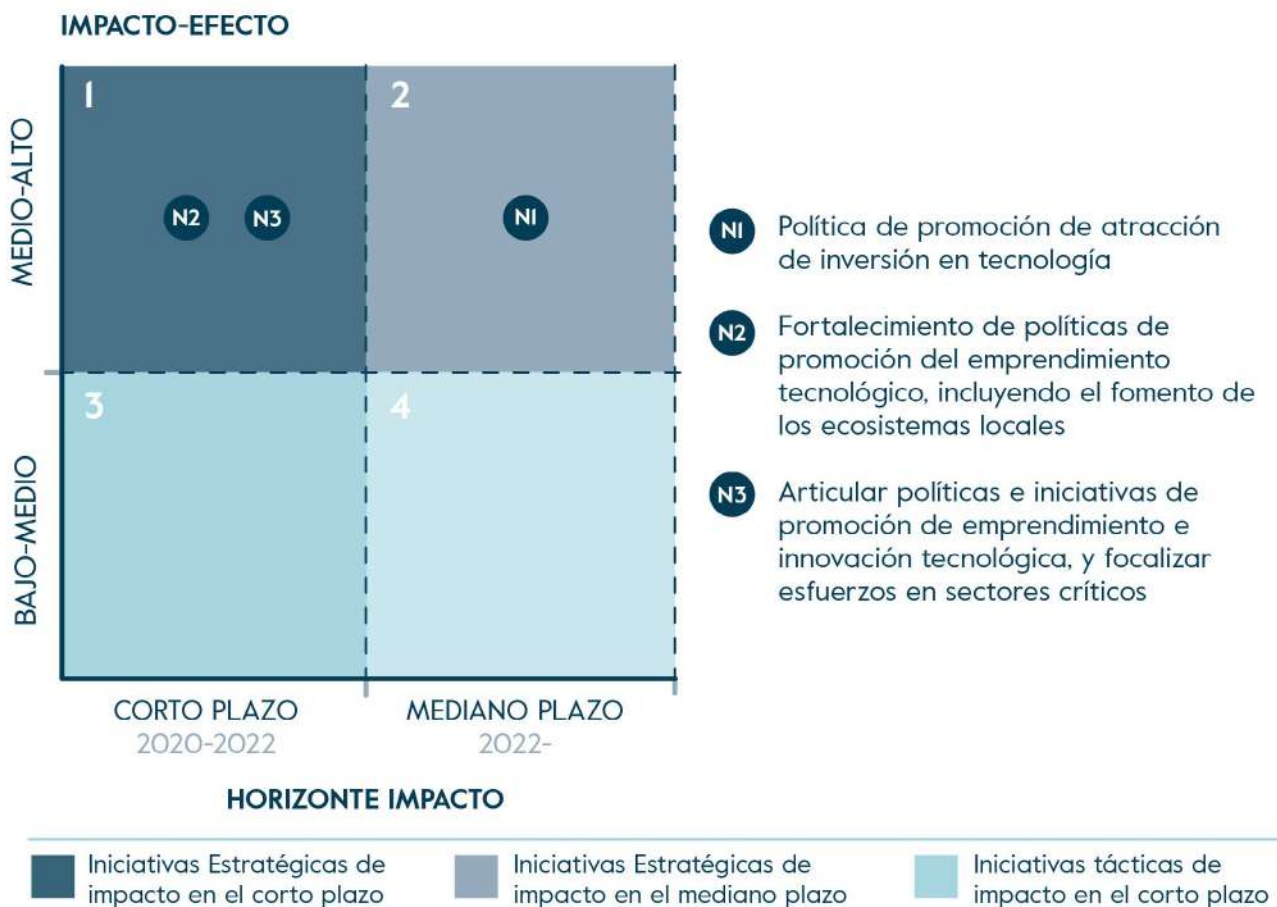 IMPACTO-EFECTO
MEDIO-ALTO
BAJO-MEDIO
1
2
N2
N3
N1
3
4
CORTO PLAZO
2020-2022
MEDIANO PLAZO
2022-
HORIZONTE IMPACTO
N1
Política de promoción de atracción
de inversión en tecnología
N2
Fortalecimiento de políticas de
promoción del emprendimiento
tecnológico, incluyendo el fomento de
los ecosistemas locales
N3
Articular políticas e iniciativas de
promoción de emprendimiento e
innovación tecnológica, y focalizar
esfuerzos en sectores críticos
Iniciativas Estratégicas de
impacto en el corto plazo
Iniciativas Estratégicas de
impacto en el mediano plazo
Iniciativas tácticas de
impacto en el corto plazo